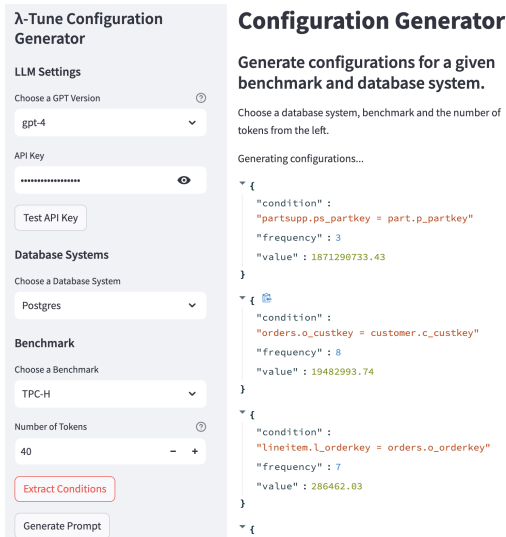 λ-Tune Configuration
Generator
LLM Settings
Choose a GPT Version
gpt-4
API Key
••••••••••••••••••
Test API Key
Database Systems
Choose a Database System
Postgres
Benchmark
Choose a Benchmark
TPC-H
Number of Tokens
40
− +
Extract Conditions
Generate Prompt
Configuration Generator
Generate configurations for a given
benchmark and database system.
Choose a database system, benchmark and the number of
tokens from the left.
Generating configurations...
{
"condition" :
"partsupp.ps_partkey = part.p_partkey"
"frequency" : 3
"value" : 1871290733.43
}
{
"condition" :
"orders.o_custkey = customer.c_custkey"
"frequency" : 8
"value" : 19482993.74
}
{
"condition" :
"lineitem.l_orderkey = orders.o_orderkey"
"frequency" : 7
"value" : 286462.03
}
{